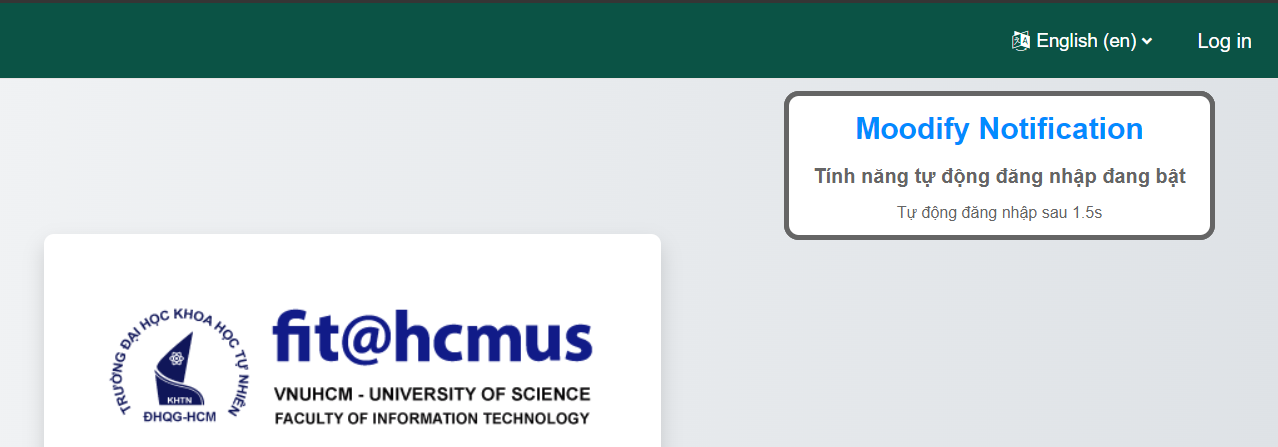 English (en)
Log in
Moodify Notification
Tính năng tự động đăng nhập đang bật
Tự động đăng nhập sau 1.5s
TRƯỜNG ĐẠI HỌC KHOA HỌC TỰ NHIÊN
KHTN
ĐHQG-HCM
fit@hcmus
VNUHCM - UNIVERSITY OF SCIENCE
FACULTY OF INFORMATION TECHNOLOGY